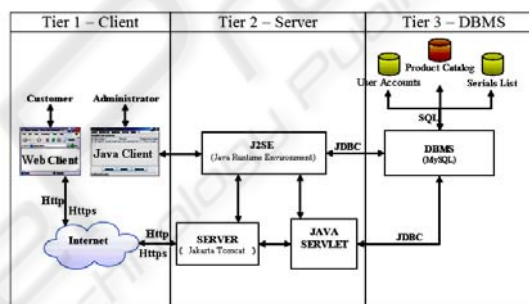 Tier 1 – Client
Tier 2 – Server
Tier 3 – DBMS
Customer
Administrator
Web Client
Java Client
Http
Https
Internet
Http
Https
J2SE
(Java Runtime Environment)
SERVER
( Jakarta Tomcat )
JAVA
SERVLET
JDBC
JDBC
Product Catalog
User Accounts
Serials List
SQL
DBMS
(MySQL)